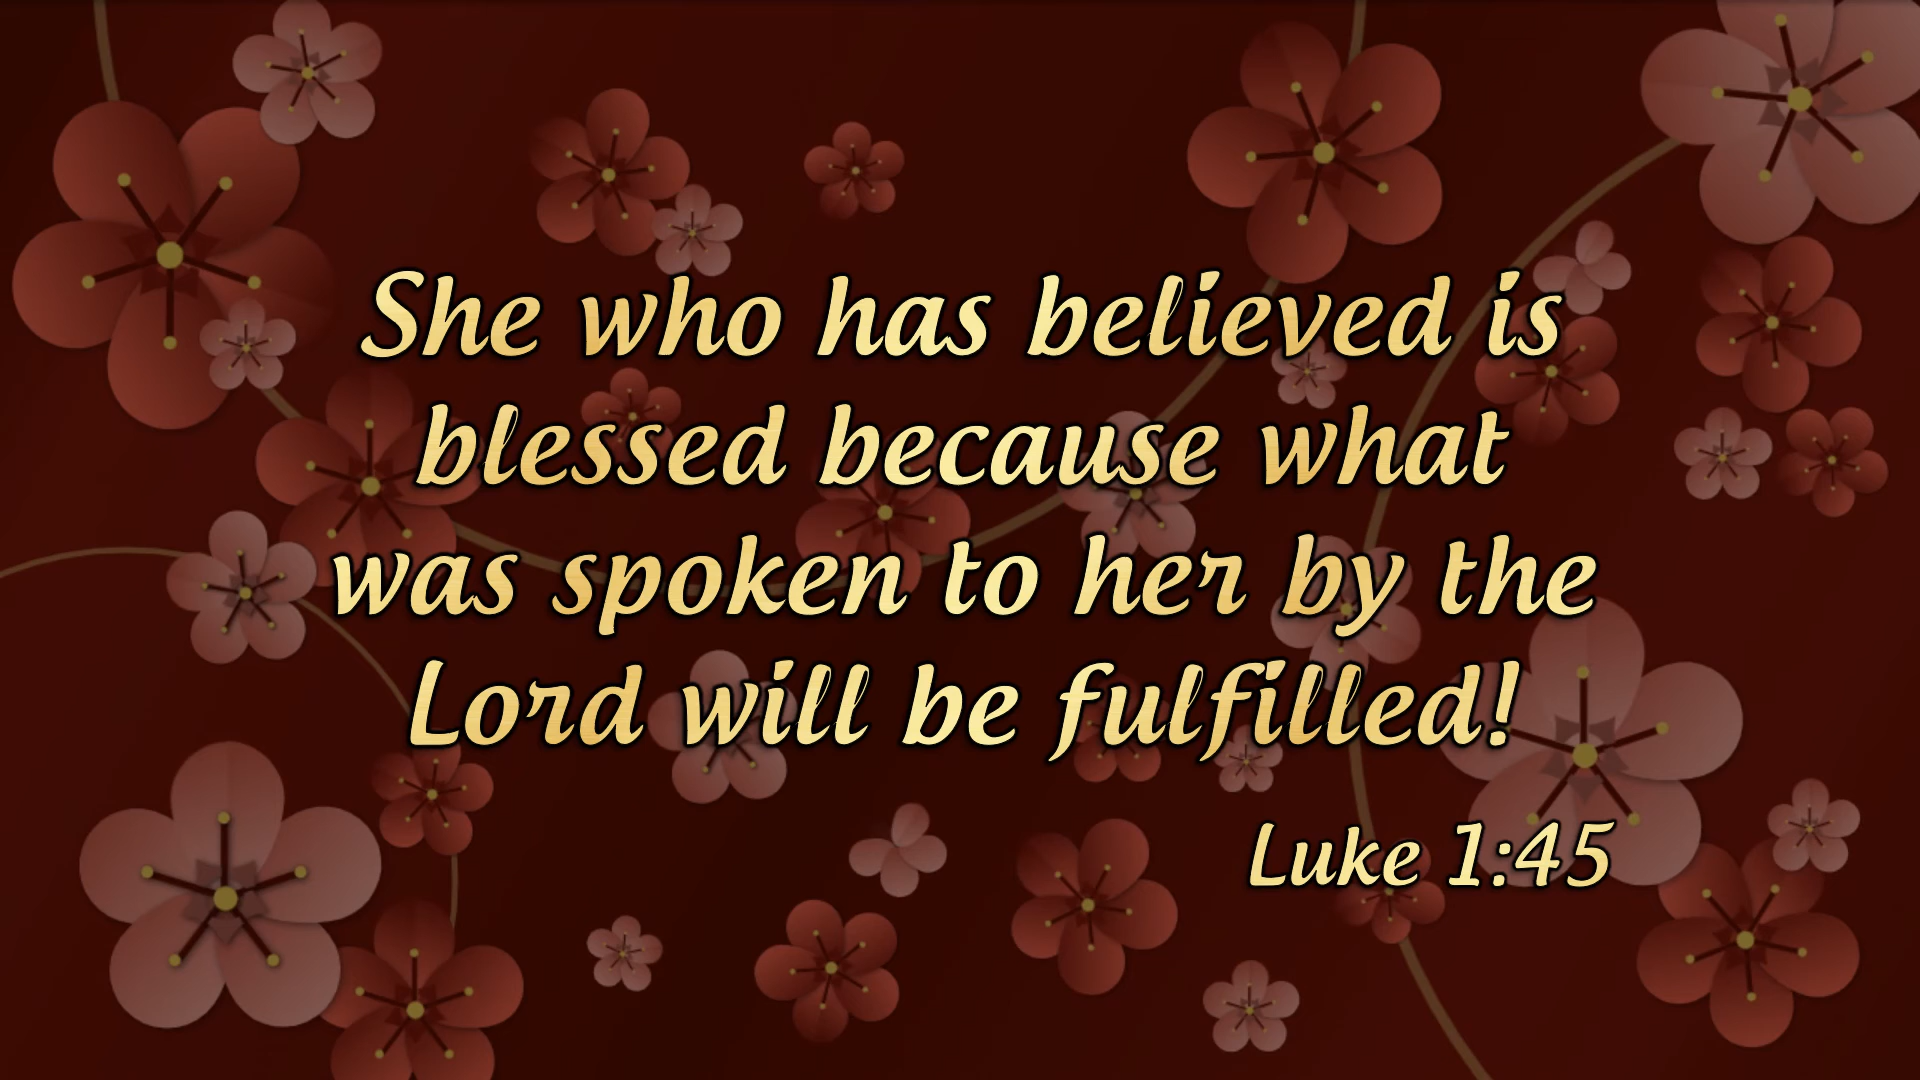 She who has believed is
blessed because what
was spoken to her by the
Lord will be fulfilled!
Luke 1:45